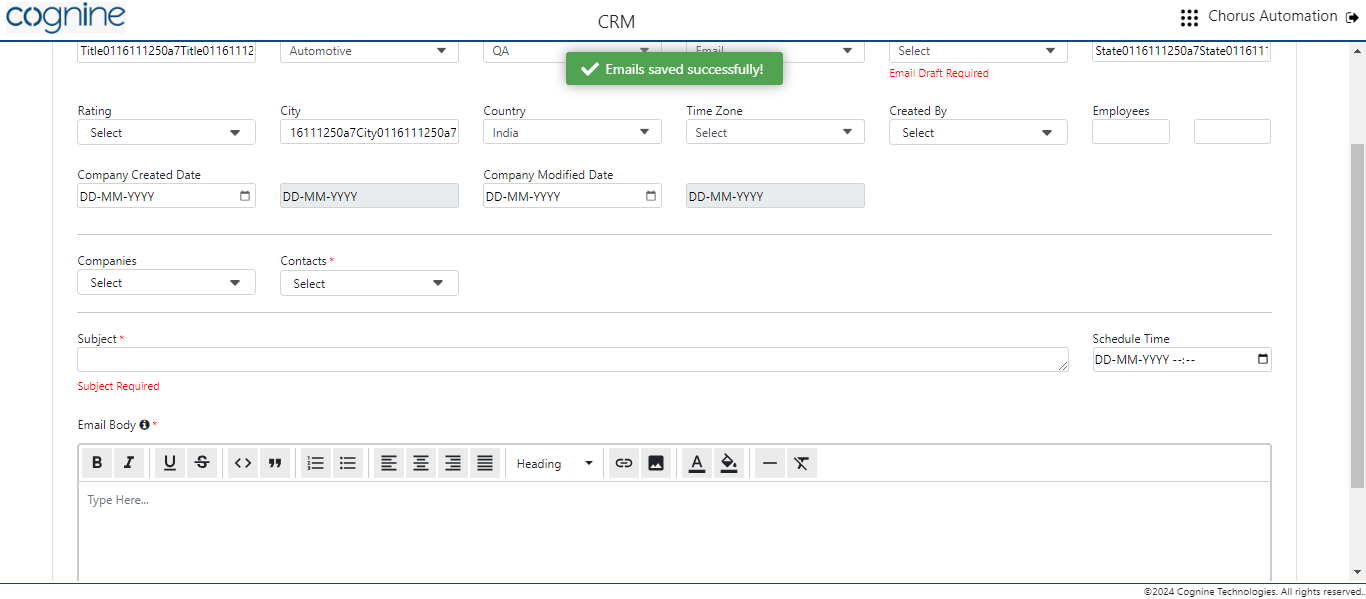 cognine
CRM
Chorus Automation
Title0116111250a7Title01161112
Automotive
QA
Email
Select
State0116111250a7State0116111
Emails saved successfully!
Email Draft Required
Rating
City
Country
Time Zone
Created By
Employees
Select
16111250a7City0116111250a7
India
Select
Select
Company Created Date
Company Modified Date
DD-MM-YYYY
DD-MM-YYYY
DD-MM-YYYY
DD-MM-YYYY
Companies
Contacts *
Select
Select
Subject *
Schedule Time
DD-MM-YYYY --:--
Subject Required
Email Body *
B I U S Heading A
Type Here...
©2024 Cognine Technologies. All rights reserved.